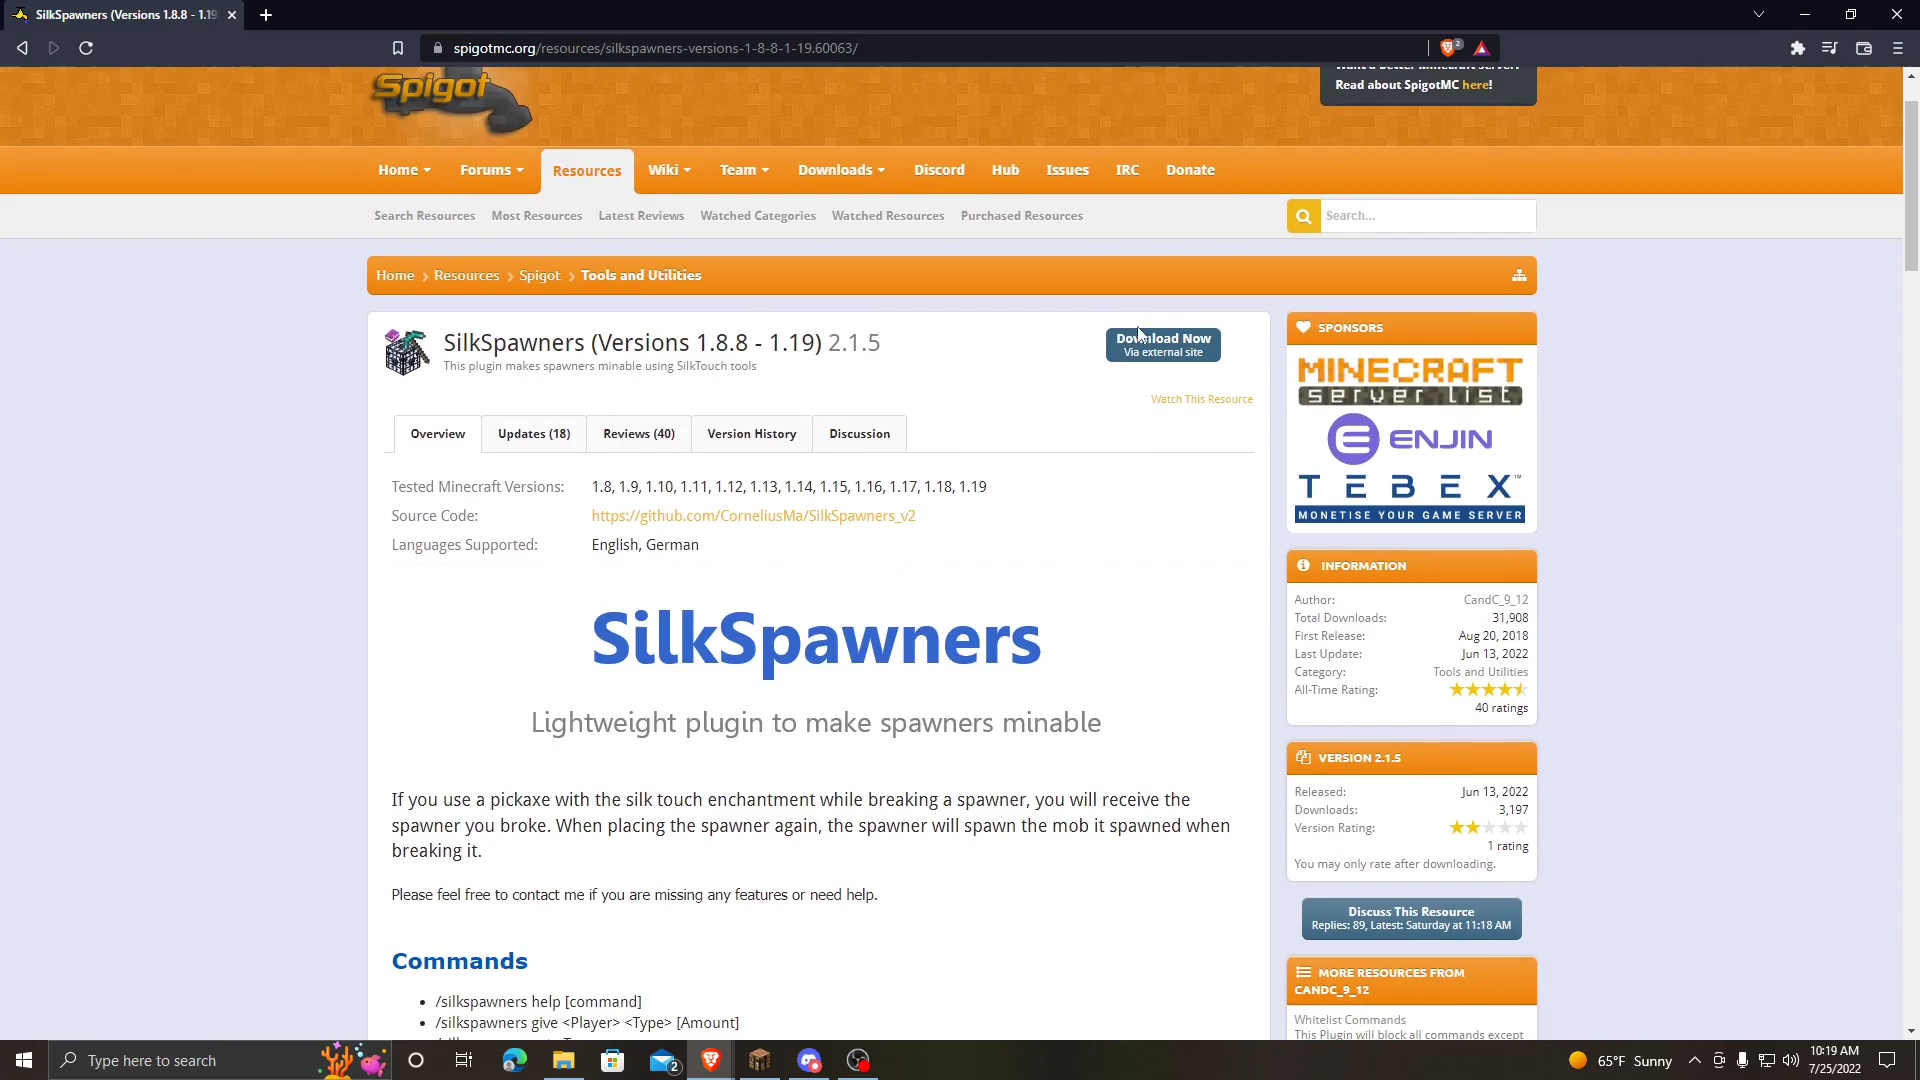 SilkSpawners (Versions 1.8.8 - 1.19
spigotmc.org/resources/silkspawners-versions-1-8-8-1-19.60063/
2
Spigot
Want a better Minecraft server?
Read about SpigotMC here!
Home Forums Resources Wiki Team Downloads Discord Hub Issues IRC Donate
Search Resources Most Resources Latest Reviews Watched Categories Watched Resources Purchased Resources
Search...
Home Resources Spigot Tools and Utilities
SilkSpawners (Versions 1.8.8 - 1.19) 2.1.5
This plugin makes spawners minable using SilkTouch tools
Download Now
Via external site
Watch This Resource
Overview Updates (18) Reviews (40) Version History Discussion
Tested Minecraft Versions: 1.8, 1.9, 1.10, 1.11, 1.12, 1.13, 1.14, 1.15, 1.16, 1.17, 1.18, 1.19
Source Code: https://github.com/CorneliusMa/SilkSpawners_v2
Languages Supported: English, German
SilkSpawners
Lightweight plugin to make spawners minable
If you use a pickaxe with the silk touch enchantment while breaking a spawner, you will receive the
spawner you broke. When placing the spawner again, the spawner will spawn the mob it spawned when
breaking it.
Please feel free to contact me if you are missing any features or need help.
Commands
• /silkspawners help [command]
• /silkspawners give <Player> <Type> [Amount]
SPONSORS
MINECRAFT
server list
ENJIN
TEBEX™
MONETISE YOUR GAME SERVER
INFORMATION
Author: CandC_9_12
Total Downloads: 31,908
First Release: Aug 20, 2018
Last Update: Jun 13, 2022
Category: Tools and Utilities
All-Time Rating:
40 ratings
VERSION 2.1.5
Released: Jun 13, 2022
Downloads: 3,197
Version Rating:
1 rating
You may only rate after downloading.
Discuss This Resource
Replies: 89, Latest: Saturday at 11:18 AM
MORE RESOURCES FROM
CANDC_9_12
Whitelist Commands
This Plugin will block all commands except
Type here to search
2
65°F Sunny
10:19 AM
7/25/2022